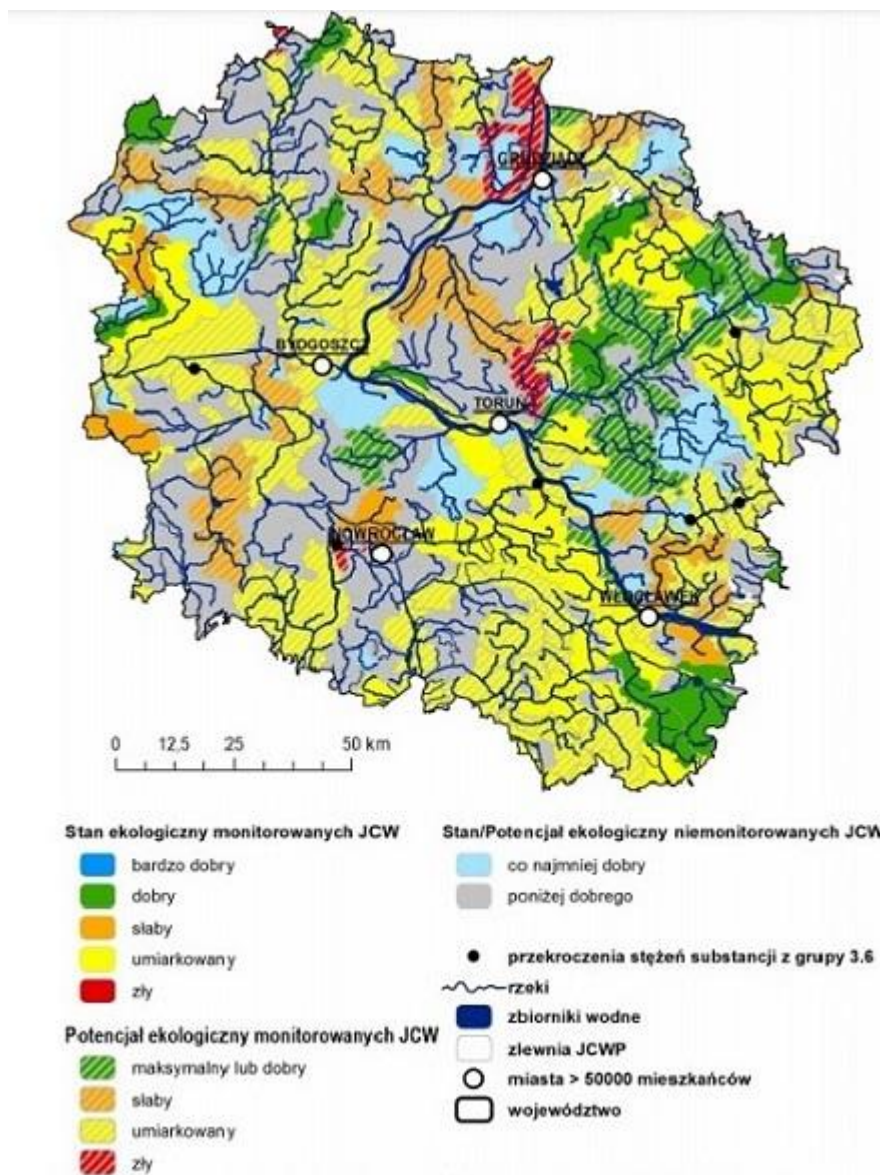 GRUDZIĄDZ
BYDGOSZCZ
TORUŃ
INOWROCŁAW
WŁOCŁAWEK
0 12,5 25 50 km
Stan ekologiczny monitorowanych JCW
bardzo dobry
dobry
słaby
umiarkowany
zły
Potencjał ekologiczny monitorowanych JCW
maksymalny lub dobry
słaby
umiarkowany
zły
Stan/Potencjał ekologiczny niemonitorowanych JCW
co najmniej dobry
poniżej dobrego
przekroczenia stężeń substancji z grupy 3.6
rzeki
zbiorniki wodne
zlewnia JCWP
miasta > 50000 mieszkańców
województwo